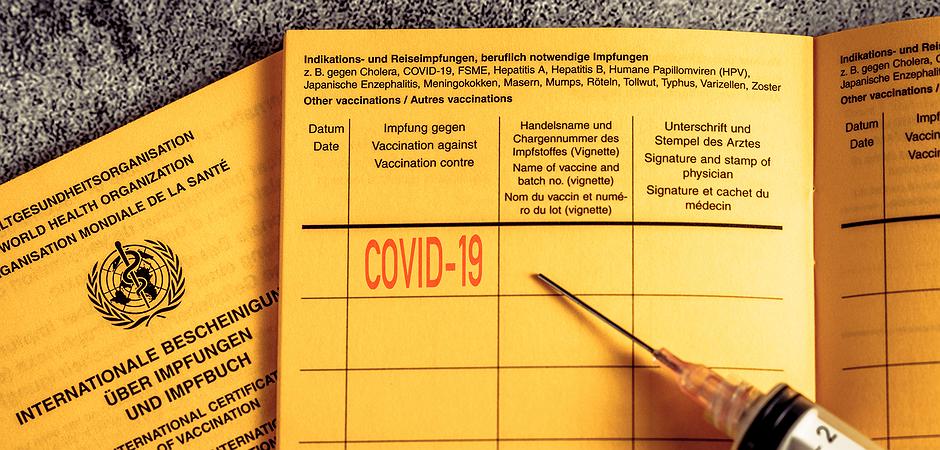 WORLD HEALTH ORGANIZATION
MONDIALE DE LA SANTÉ
INTERNATIONALE
ÜBER IMPFUNGEN
UND IMPFBUCH
OF VACCINATION
Indikations- und Reiseimpfungen, beruflich notwendige Impfungen
z. B. gegen Cholera, COVID-19, FSME, Hepatitis A, Hepatitis B, Humane Papillomviren (HPV),
Japanische Enzephalitis, Meningokokken, Masern, Mumps, Röteln, Tollwut, Typhus, Varizellen, Zoster
Other vaccinations / Autres vaccinations
Datum
Date
Impfung gegen
Vaccination against
Vaccination contre
Handelsname und
Chargennummer des
Impfstoffes (Vignette)
Name of vaccine and
batch no. (vignette)
Nom du vaccin et numé-
ro du lot (vignette)
Unterschrift und
Stempel des Arztes
Signature and stamp of
physician
Signature et cachet du
médecin
COVID-19
2
Indikations- und
z. B. gegen Cholera,
Japanische
Other vaccinations /
Datum
Date